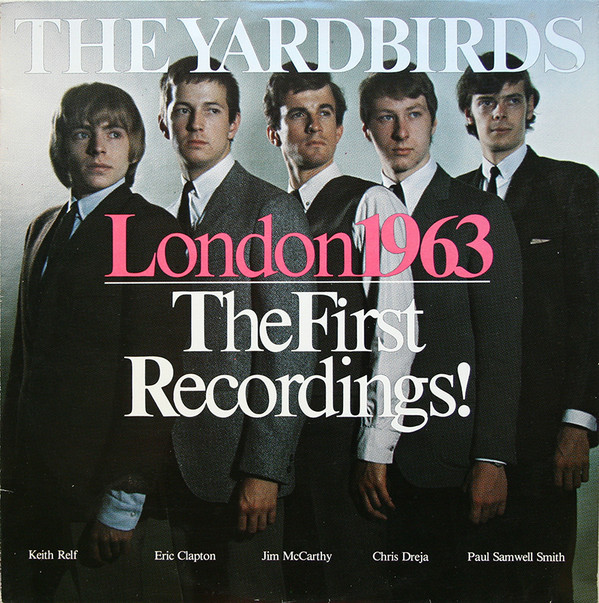 THE YARDBIRDS
London 1963
The First
Recordings!
Keith Relf Eric Clapton Jim McCarthy Chris Dreja Paul Samwell Smith